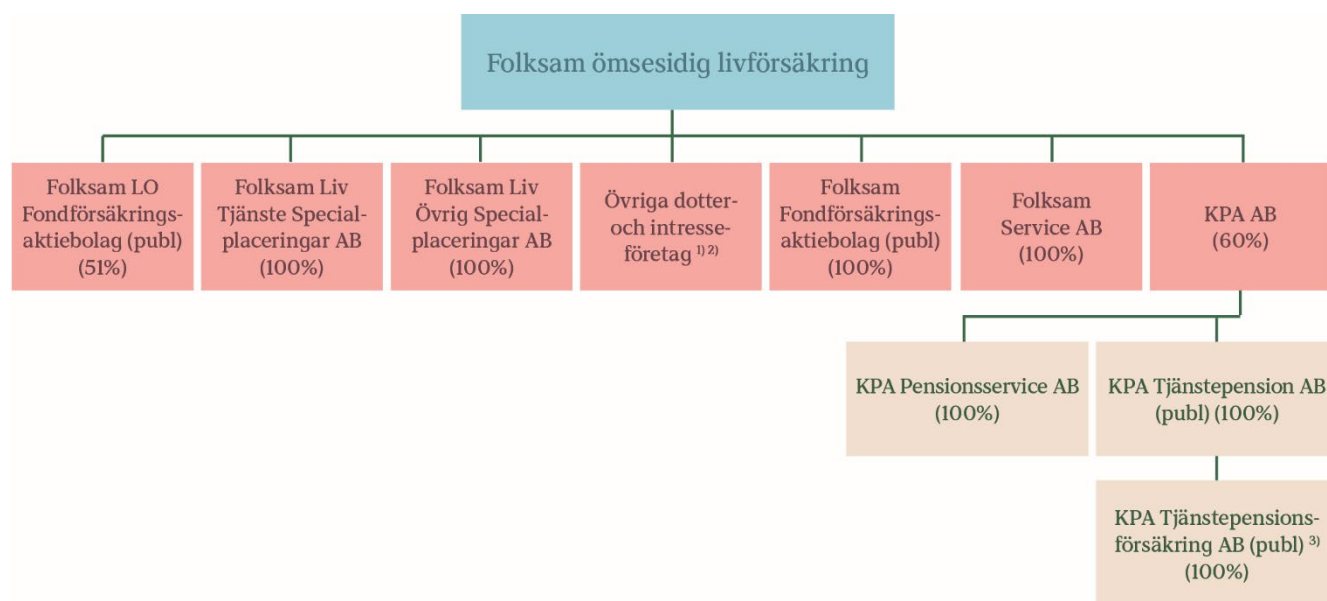 Folksam ömsesidig livförsäkring
Folksam LO
Fondförsäkrings-
aktiebolag (publ)
(51%)
Folksam Liv
Tjänste Special-
placeringar AB
(100%)
Folksam Liv
Övrig Special-
placeringar AB
(100%)
Övriga dotter-
och intresse-
företag ¹⁾ ²⁾
Folksam
Fondförsäkrings-
aktiebolag (publ)
(100%)
Folksam
Service AB
(100%)
KPA AB
(60%)
KPA Pensionsservice AB
(100%)
KPA Tjänstepension AB
(publ) (100%)
KPA Tjänstepensions-
försäkring AB (publ) ³⁾
(100%)